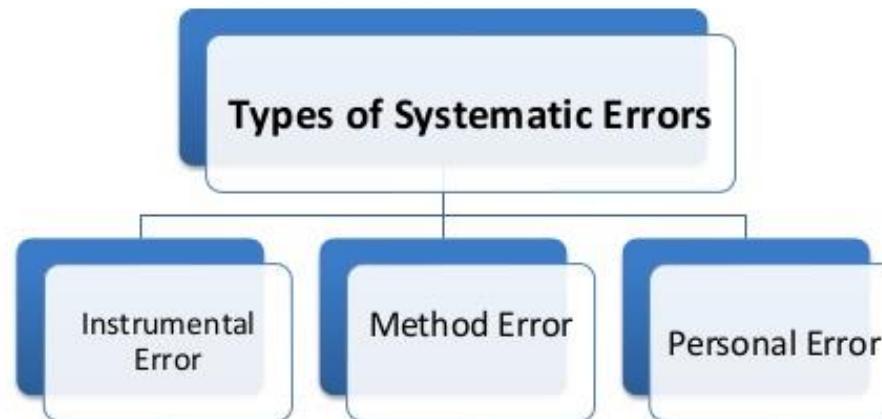 Types of Systematic Errors
Instrumental
Error
Method Error
Personal Error